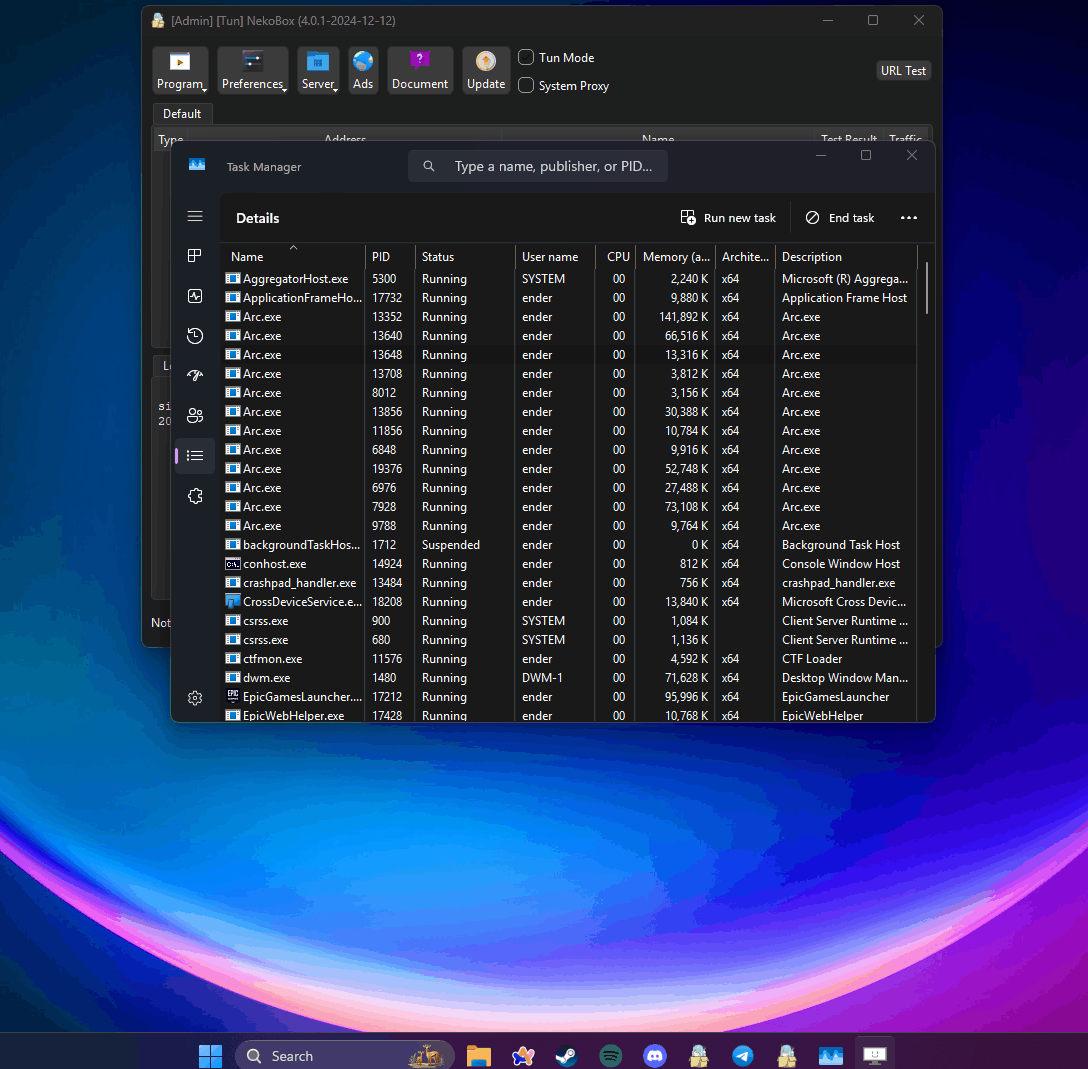 [Admin] [Tun] NekoBox (4.0.1-2024-12-12)
Program Preferences Server Ads Document Update
Tun Mode
System Proxy
URL Test
Default
Type Address Name Test Result Traffic
Task Manager
Type a name, publisher, or PID...
Details
Run new task
End task
Name PID Status User name CPU Memory (a... Archite... Description
AggregatorHost.exe 5300 Running SYSTEM 00 2,240 K x64 Microsoft (R) Aggrega...
ApplicationFrameHo... 17732 Running ender 00 9,880 K x64 Application Frame Host
Arc.exe 13352 Running ender 00 141,892 K x64 Arc.exe
Arc.exe 13640 Running ender 00 66,516 K x64 Arc.exe
Arc.exe 13648 Running ender 00 13,316 K x64 Arc.exe
Arc.exe 13708 Running ender 00 3,812 K x64 Arc.exe
Arc.exe 8012 Running ender 00 3,156 K x64 Arc.exe
Arc.exe 13856 Running ender 00 30,388 K x64 Arc.exe
Arc.exe 11856 Running ender 00 10,784 K x64 Arc.exe
Arc.exe 6848 Running ender 00 9,916 K x64 Arc.exe
Arc.exe 19376 Running ender 00 52,748 K x64 Arc.exe
Arc.exe 6976 Running ender 00 27,488 K x64 Arc.exe
Arc.exe 7928 Running ender 00 73,108 K x64 Arc.exe
Arc.exe 9788 Running ender 00 9,764 K x64 Arc.exe
backgroundTaskHos... 1712 Suspended ender 00 0 K x64 Background Task Host
conhost.exe 14924 Running ender 00 812 K x64 Console Window Host
crashpad_handler.exe 13484 Running ender 00 756 K x64 crashpad_handler.exe
CrossDeviceService.e... 18208 Running ender 00 13,840 K x64 Microsoft Cross Devic...
csrss.exe 900 Running SYSTEM 00 1,084 K Client Server Runtime ...
csrss.exe 680 Running SYSTEM 00 1,136 K Client Server Runtime ...
ctfmon.exe 11576 Running ender 00 4,592 K x64 CTF Loader
dwm.exe 1480 Running DWM-1 00 71,628 K x64 Desktop Window Man...
EpicGamesLauncher.... 17212 Running ender 00 95,996 K x64 EpicGamesLauncher
EpicWebHelper.exe 17428 Running ender 00 10,768 K x64 EpicWebHelper
si
20
Not
Search